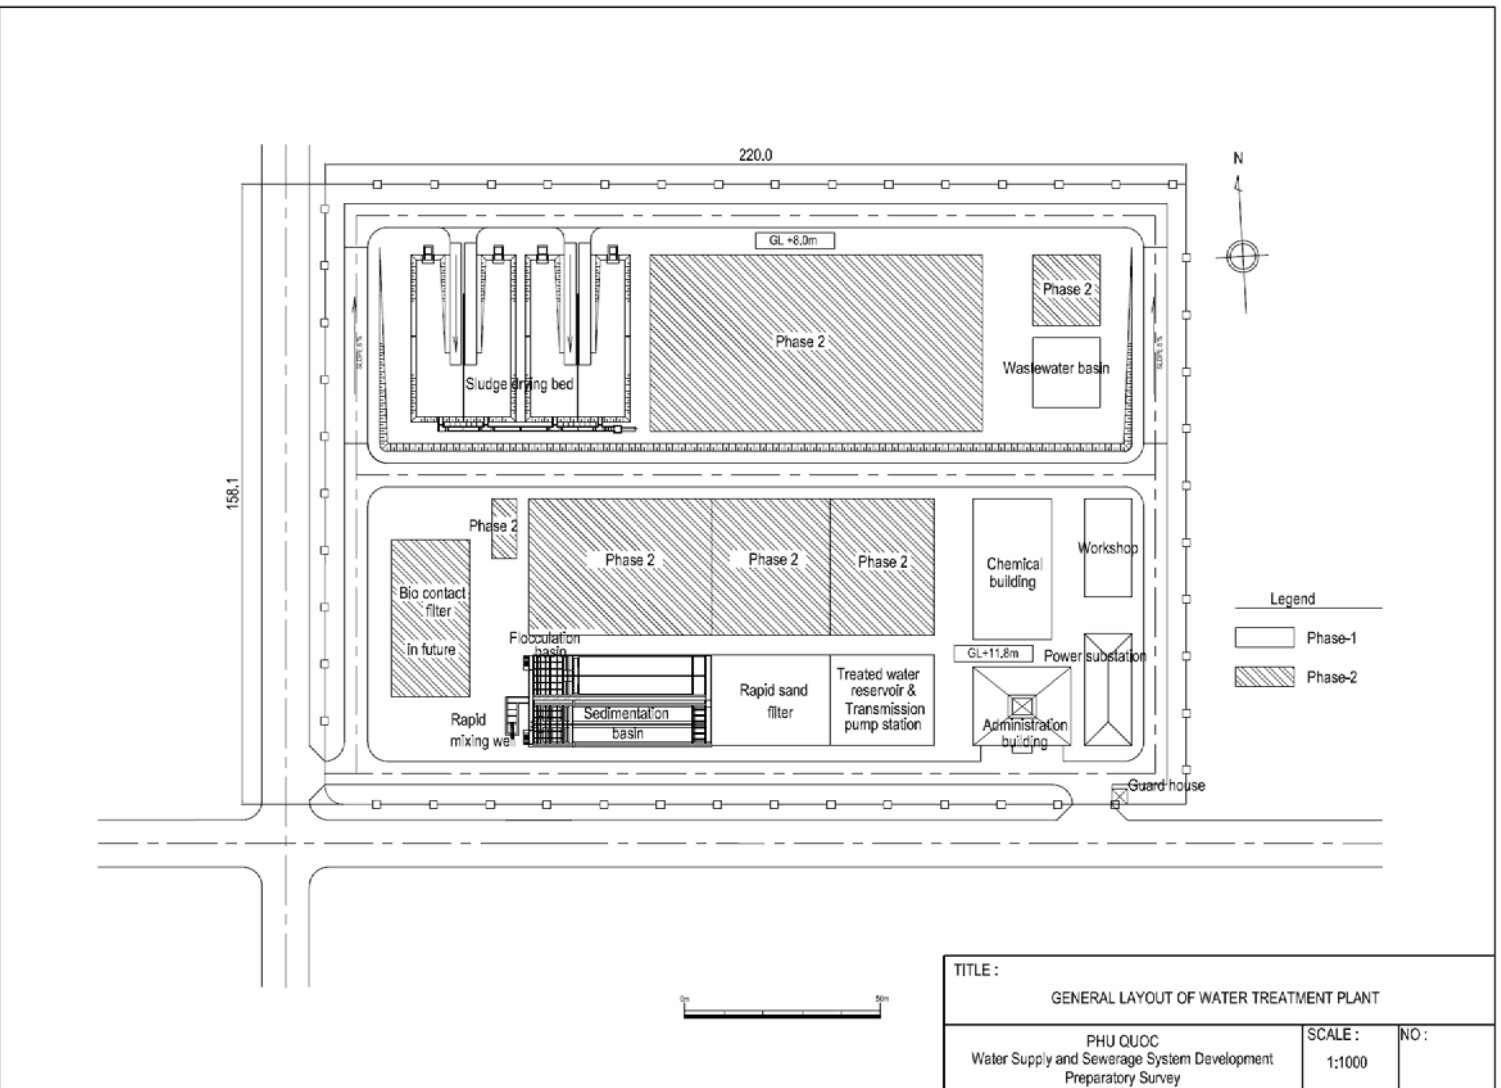 220.0
N
GL +8.0m
Phase 2
Phase 2
SLOPE 8 %
SLOPE 8 %
Wastewater basin
Sludge drying bed
158.1
Phase 2
Phase 2
Phase 2
Phase 2
Workshop
Chemical
building
Bio contact
filter
in future
Legend
Phase-1
Phase-2
Flocculation
basin
GL+11.8m
Power substation
Rapid sand
filter
Treated water
reservoir &
Transmission
pump station
Sedimentation
basin
Rapid
mixing well
Administration
building
Guard house
0m
50m
TITLE :
GENERAL LAYOUT OF WATER TREATMENT PLANT
PHU QUOC
Water Supply and Sewerage System Development
Preparatory Survey
SCALE :
1:1000
NO :